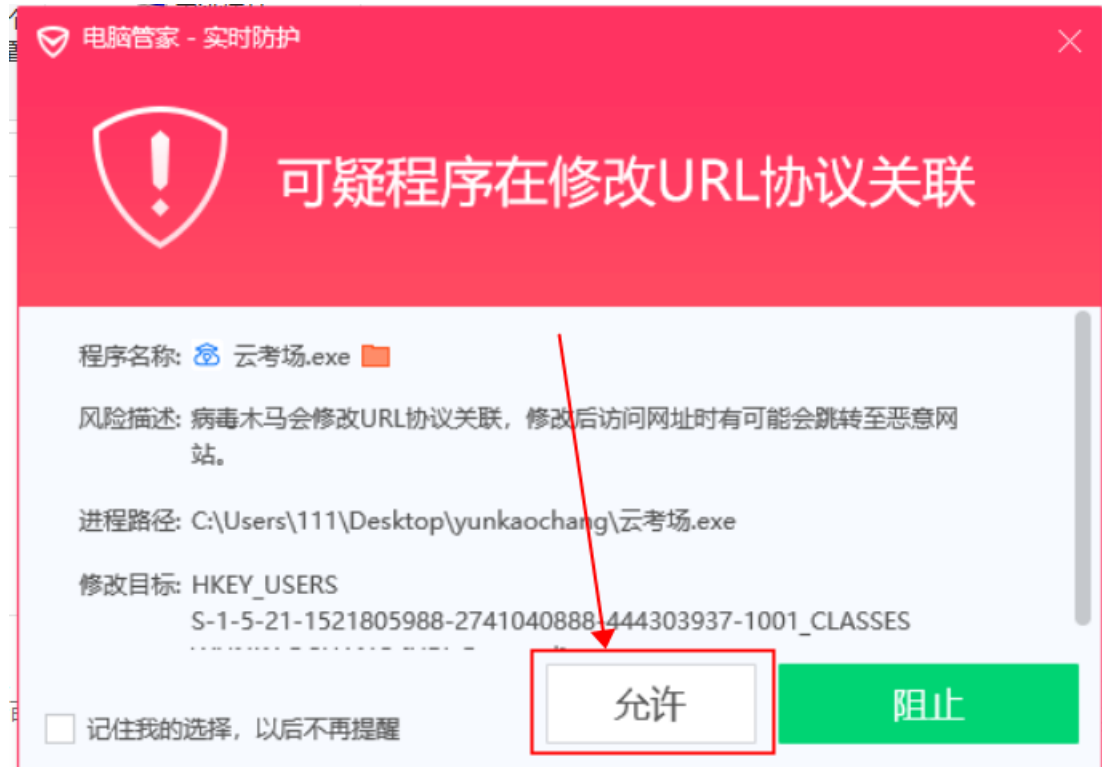 电脑管家 - 实时防护
可疑程序在修改URL协议关联
程序名称: 云考场.exe
风险描述: 病毒木马会修改URL协议关联，修改后访问网址时有可能会跳转至恶意网
站。
进程路径: C:\Users\111\Desktop\yunkaochang\云考场.exe
修改目标: HKEY_USERS
S-1-5-21-1521805988-2741040888-444303937-1001_CLASSES
记住我的选择，以后不再提醒
允许
阻止